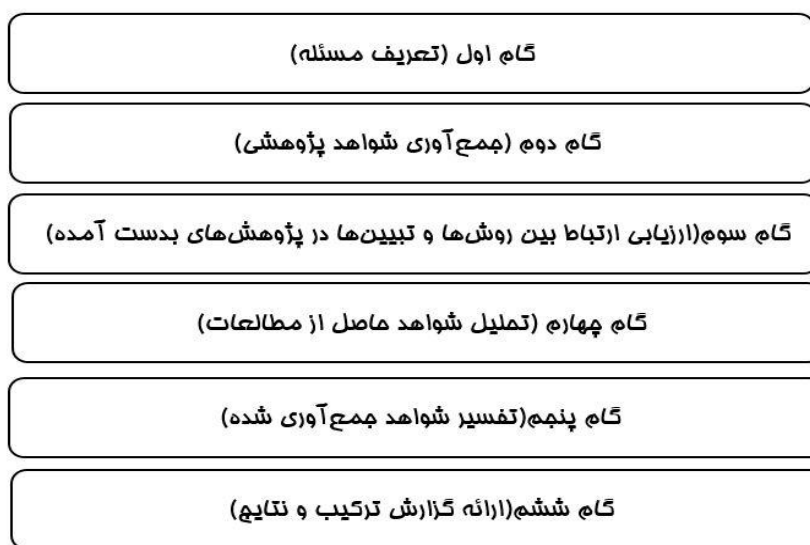 گام اول (تعریف مسئله)
گام دوم (جمع‌آوری شواهد پژوهشی)
گام سوم(ارزیابی ارتباط بین روش‌ها و تبیین‌ها در پژوهش‌های بدست آمده)
گام چهارم (تحلیل شواهد حاصل از مطالعات)
گام پنجم(تفسیر شواهد جمع‌آوری شده)
گام ششم(ارائه گزارش ترکیب و نتایج)